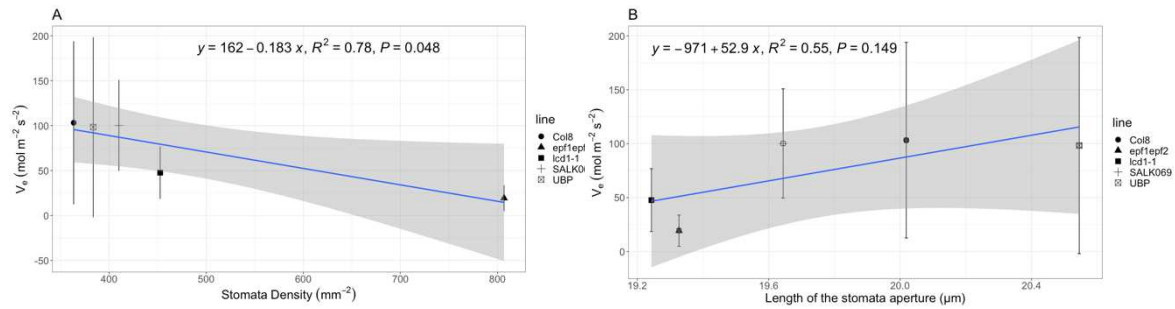 A
y = 162 − 0.183 x, R² = 0.78, P = 0.048
200
150
100
50
0
-50
V_e (mol m⁻² s⁻²)
400
500
600
700
800
Stomata Density (mm⁻²)
line
Col8
epf1epf
lcd1-1
SALK0
UBP
B
y = −971 + 52.9 x, R² = 0.55, P = 0.149
200
150
100
50
0
V_e (mol m⁻² s⁻²)
19.2
19.6
20.0
20.4
Length of the stomata aperture (µm)
line
Col8
epf1epf2
lcd1-1
SALK069
UBP